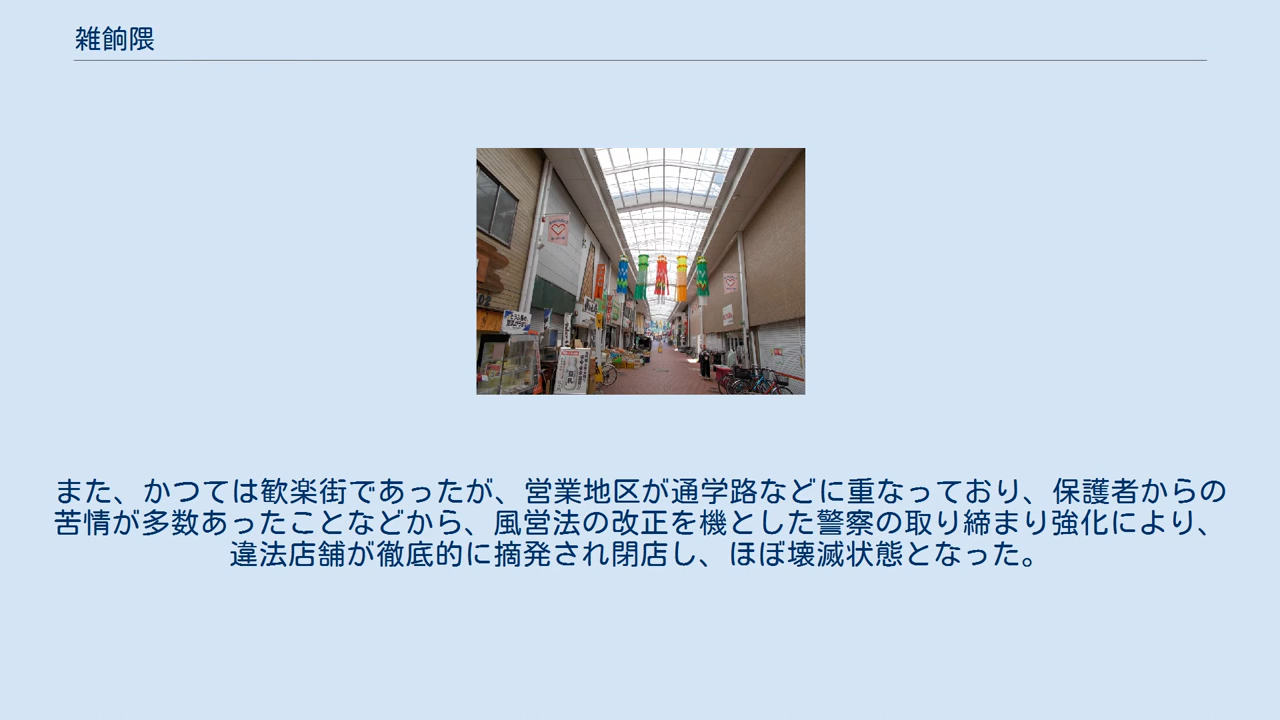 雑餉隈
また、かつては歓楽街であったが、営業地区が通学路などに重なっており、保護者からの
苦情が多数あったことなどから、風営法の改正を機とした警察の取り締まり強化により、
違法店舗が徹底的に摘発され閉店し、ほぼ壊滅状態となった。